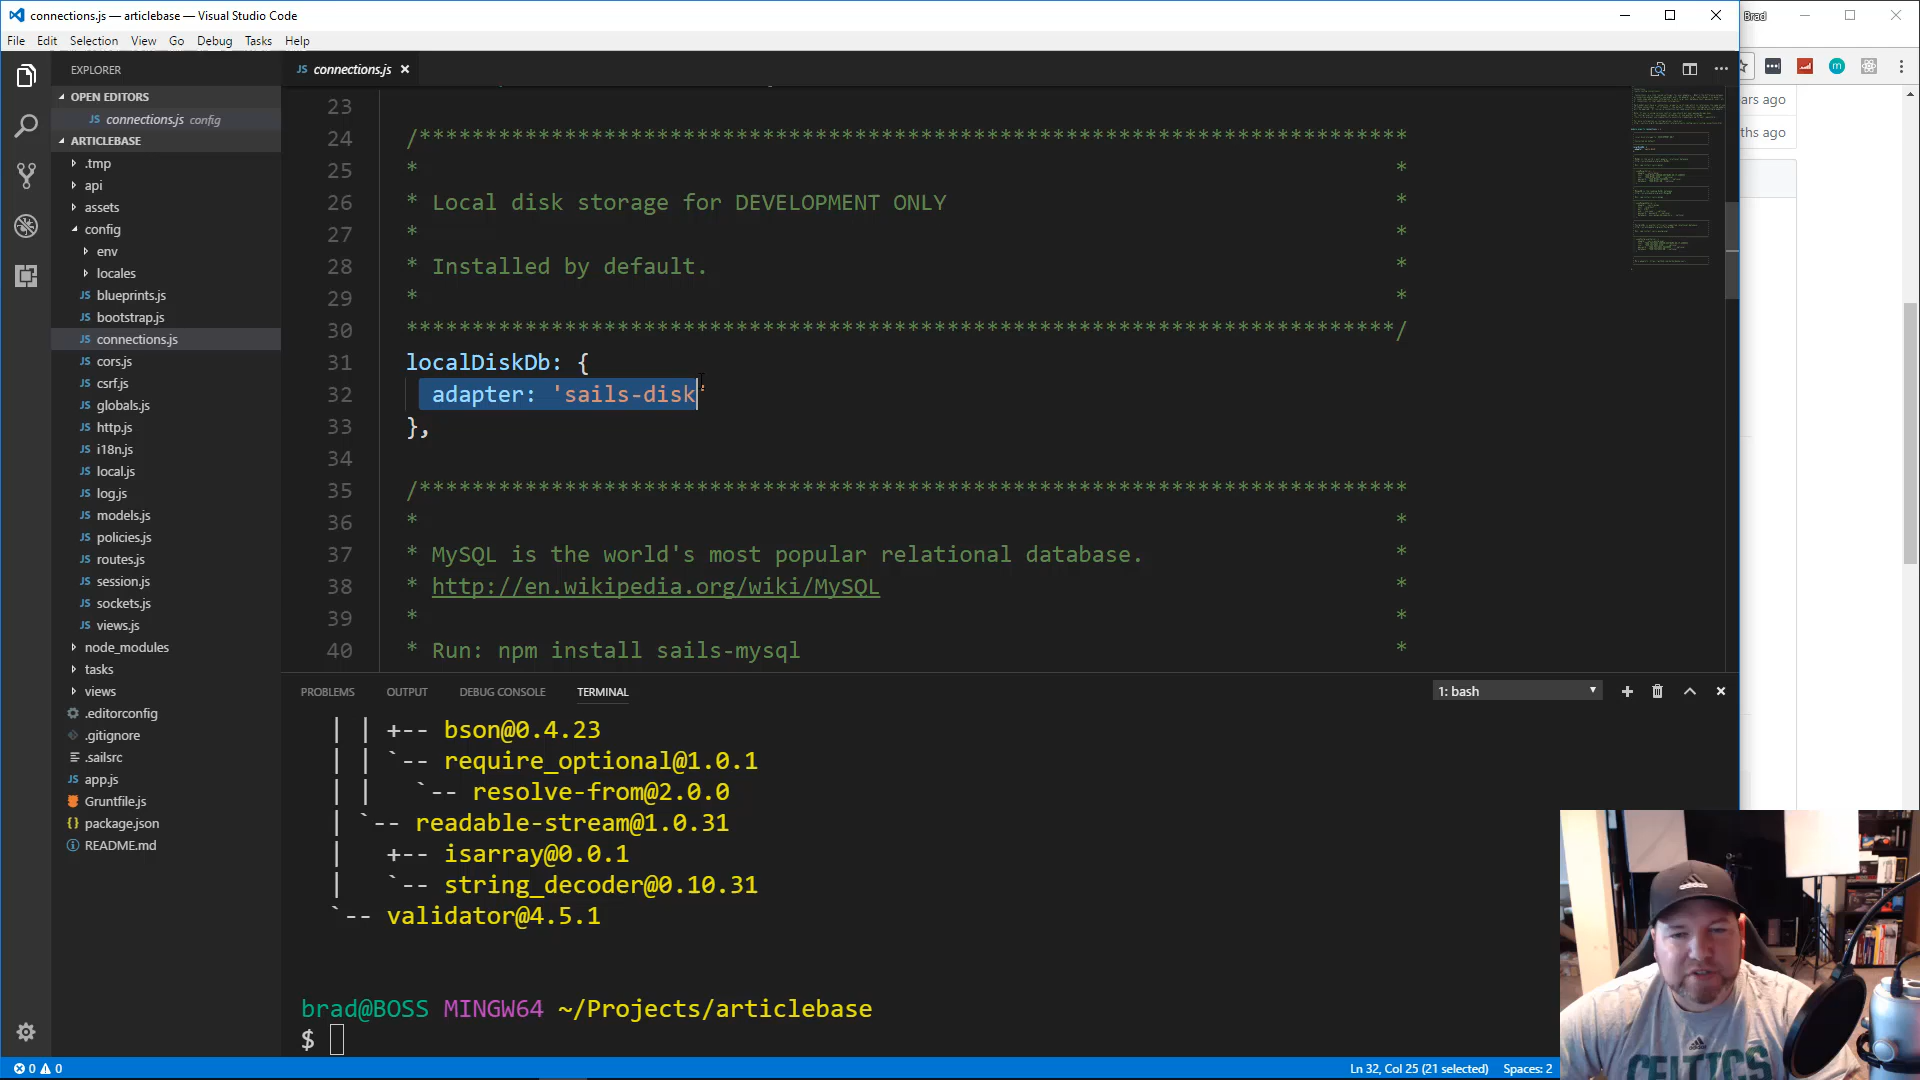 connections.js — articlebase — Visual Studio Code
Brad
File Edit Selection View Go Debug Tasks Help
EXPLORER
OPEN EDITORS
connections.js config
ARTICLEBASE
.tmp
api
assets
config
env
locales
JS blueprints.js
JS bootstrap.js
JS connections.js
JS cors.js
JS csrf.js
JS globals.js
JS http.js
JS i18n.js
JS local.js
JS log.js
JS models.js
JS policies.js
JS routes.js
JS session.js
JS sockets.js
JS views.js
node_modules
tasks
views
.editorconfig
.gitignore
.sailsrc
JS app.js
Gruntfile.js
{} package.json
README.md
JS connections.js
23
24 /***************************************************************************
25 * *
26 * Local disk storage for DEVELOPMENT ONLY *
27 * *
28 * Installed by default. *
29 * *
30 ***************************************************************************/
31 localDiskDb: {
32 adapter: 'sails-disk'
33 },
34
35 /***************************************************************************
36 * *
37 * MySQL is the world's most popular relational database. *
38 * http://en.wikipedia.org/wiki/MySQL *
39 * *
40 * Run: npm install sails-mysql *
ars ago
ths ago
PROBLEMS OUTPUT DEBUG CONSOLE TERMINAL
1: bash
| | +-- bson@0.4.23
| | `-- require_optional@1.0.1
| | `-- resolve-from@2.0.0
| `-- readable-stream@1.0.31
| +-- isarray@0.0.1
| `-- string_decoder@0.10.31
`-- validator@4.5.1
brad@BOSS MINGW64 ~/Projects/articlebase
$
0 0
Ln 32, Col 25 (21 selected) Spaces: 2
adidas
CELTICS